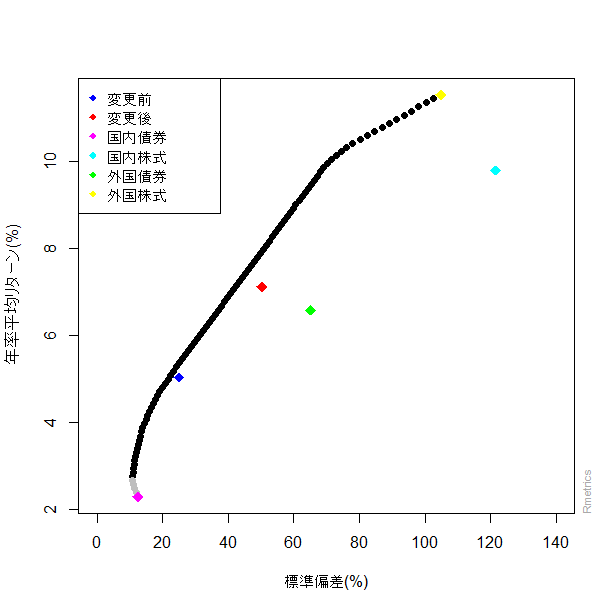 変更前
変更後
国内債券
国内株式
外国債券
外国株式
年率平均リターン(%)
10
8
6
4
2
0 20 40 60 80 100 120 140
標準偏差(%)
Rmetrics